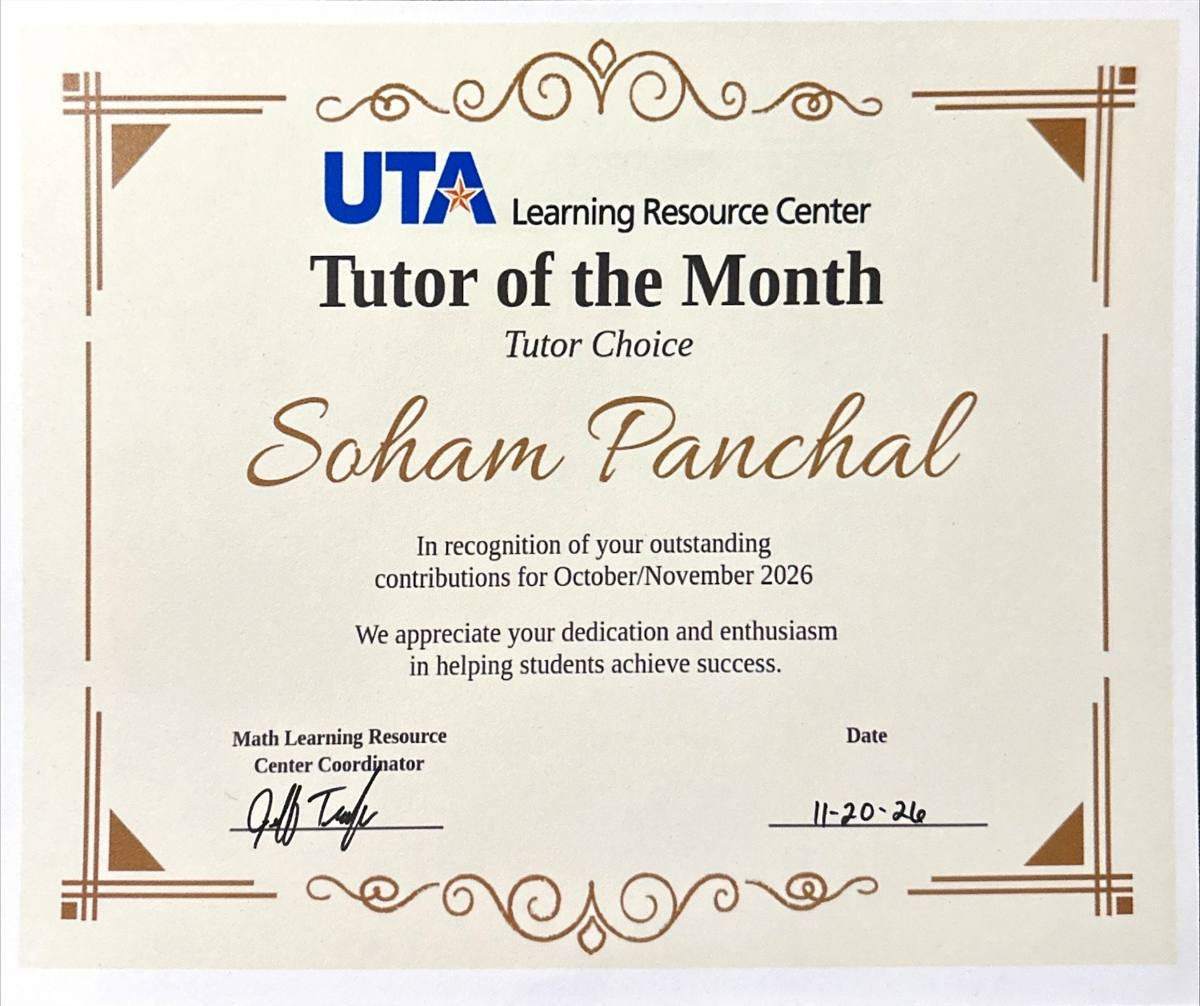 UTA Learning Resource Center
Tutor of the Month
Tutor Choice
Soham Panchal
In recognition of your outstanding
contributions for October/November 2026
We appreciate your dedication and enthusiasm
in helping students achieve success.
Math Learning Resource
Center Coordinator
Jeff
Date
11-20-26